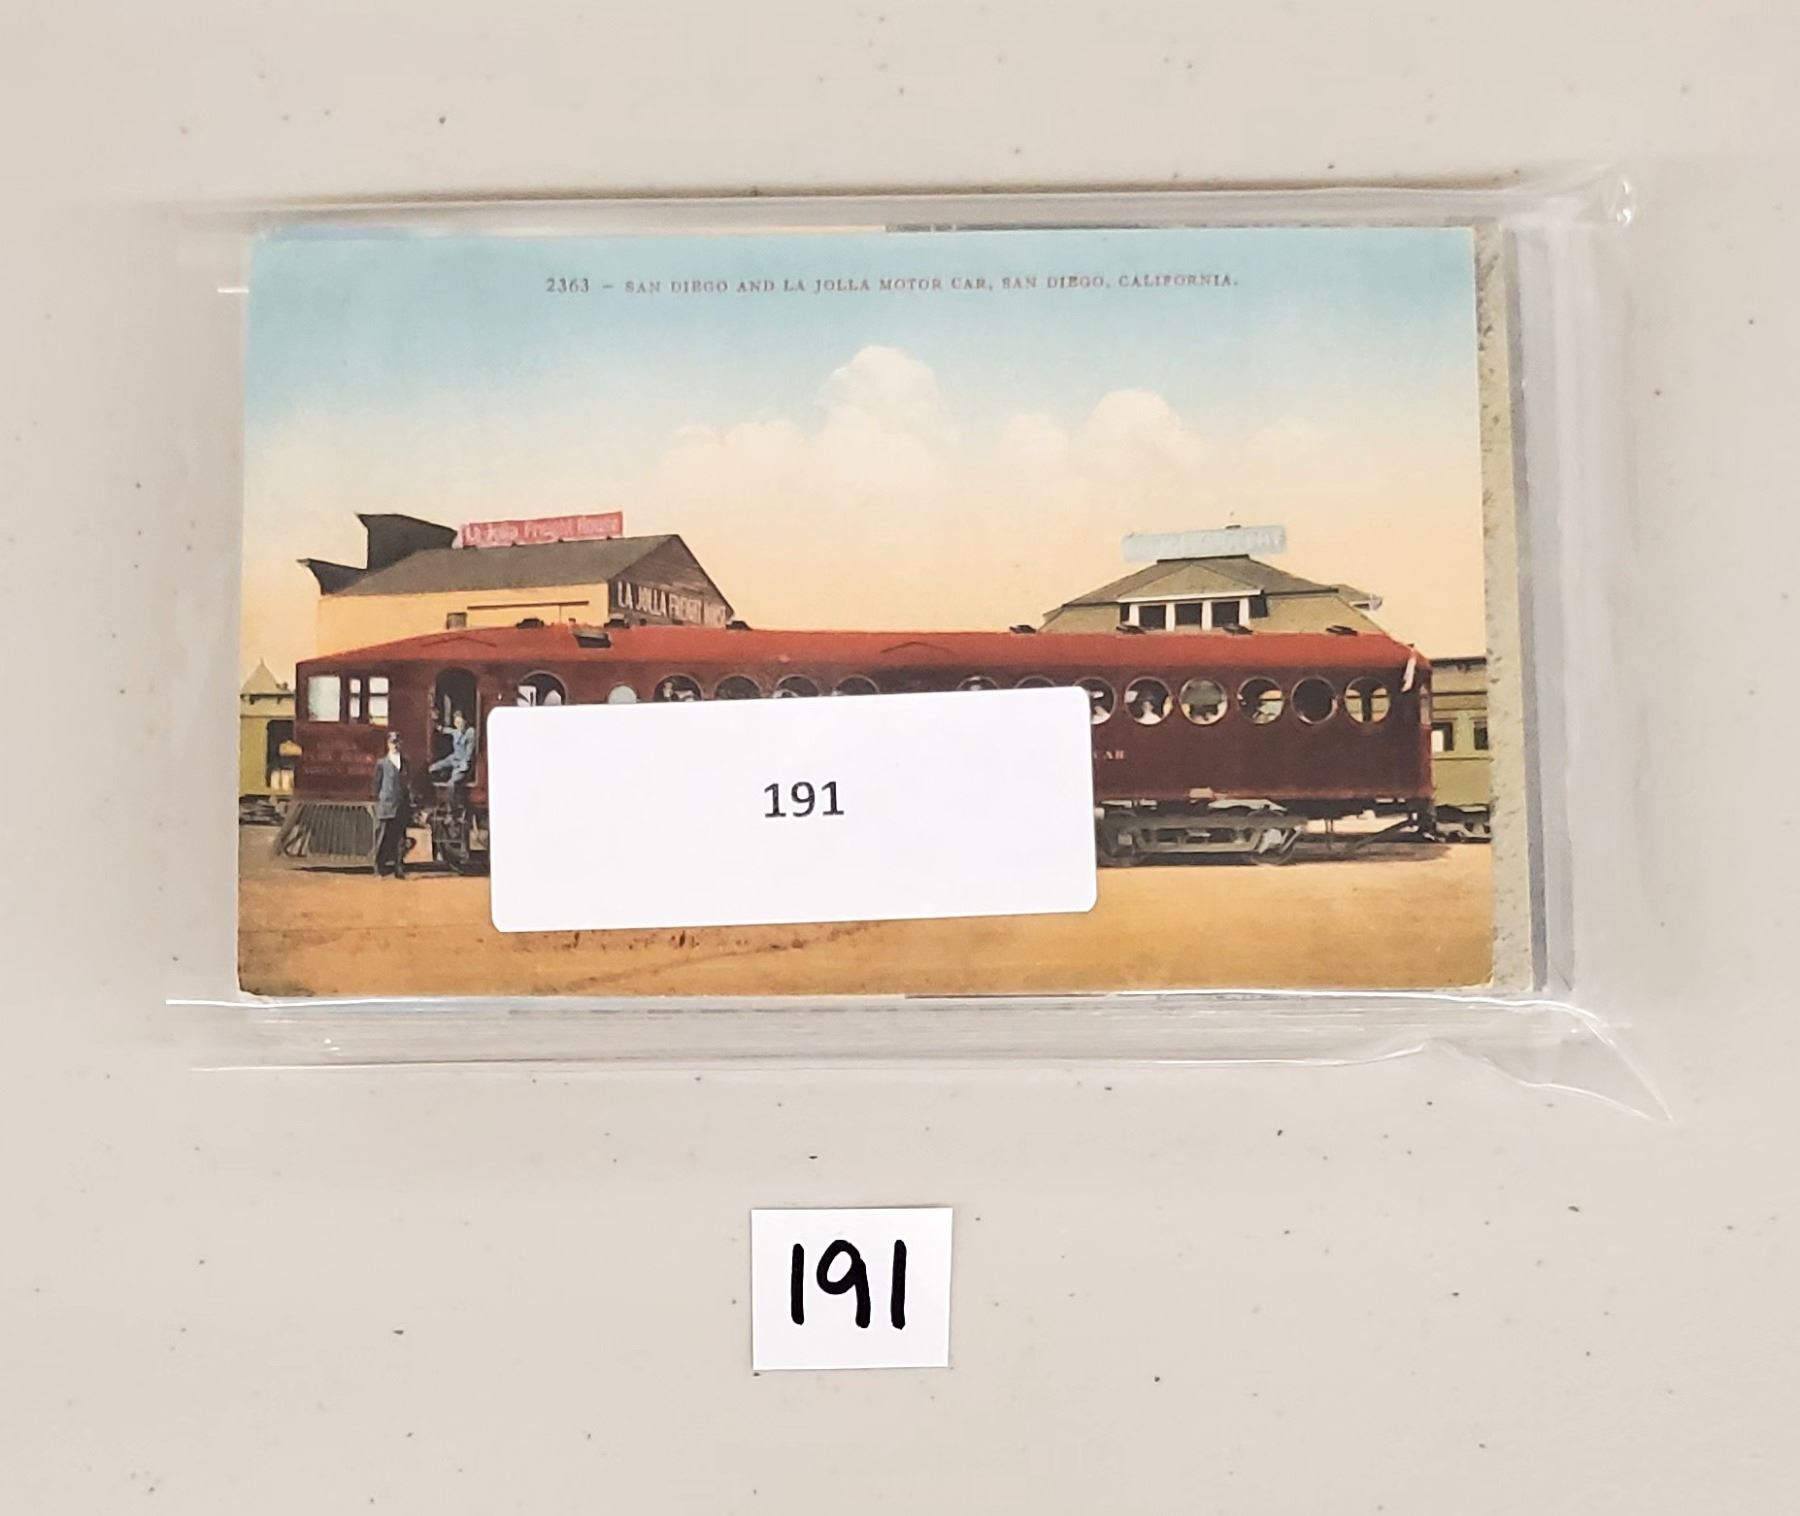 2363 – SAN DIEGO AND LA JOLLA MOTOR CAR, SAN DIEGO, CALIFORNIA.
La Jolla Freight House
LA JOLLA FREIGHT HOUSE
CAR
191
191